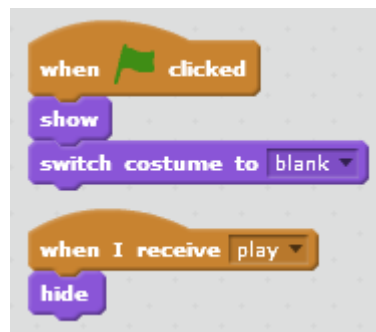 when clicked
show
switch costume to blank
when I receive play
hide